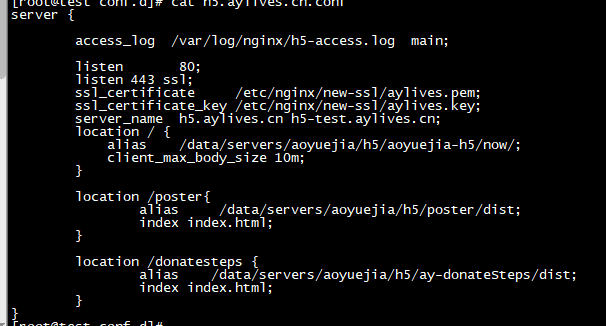 [root@test conf.d]# cat h5.aylives.cn.conf
server {
access_log /var/log/nginx/h5-access.log main;
listen 80;
listen 443 ssl;
ssl_certificate /etc/nginx/new-ssl/aylives.pem;
ssl_certificate_key /etc/nginx/new-ssl/aylives.key;
server_name h5.aylives.cn h5-test.aylives.cn;
location / {
alias /data/servers/aoyuejia/h5/aoyuejia-h5/now/;
client_max_body_size 10m;
}
location /poster{
alias /data/servers/aoyuejia/h5/poster/dist;
index index.html;
}
location /donatesteps {
alias /data/servers/aoyuejia/h5/ay-donateSteps/dist;
index index.html;
}
}
[root@test conf.d]#